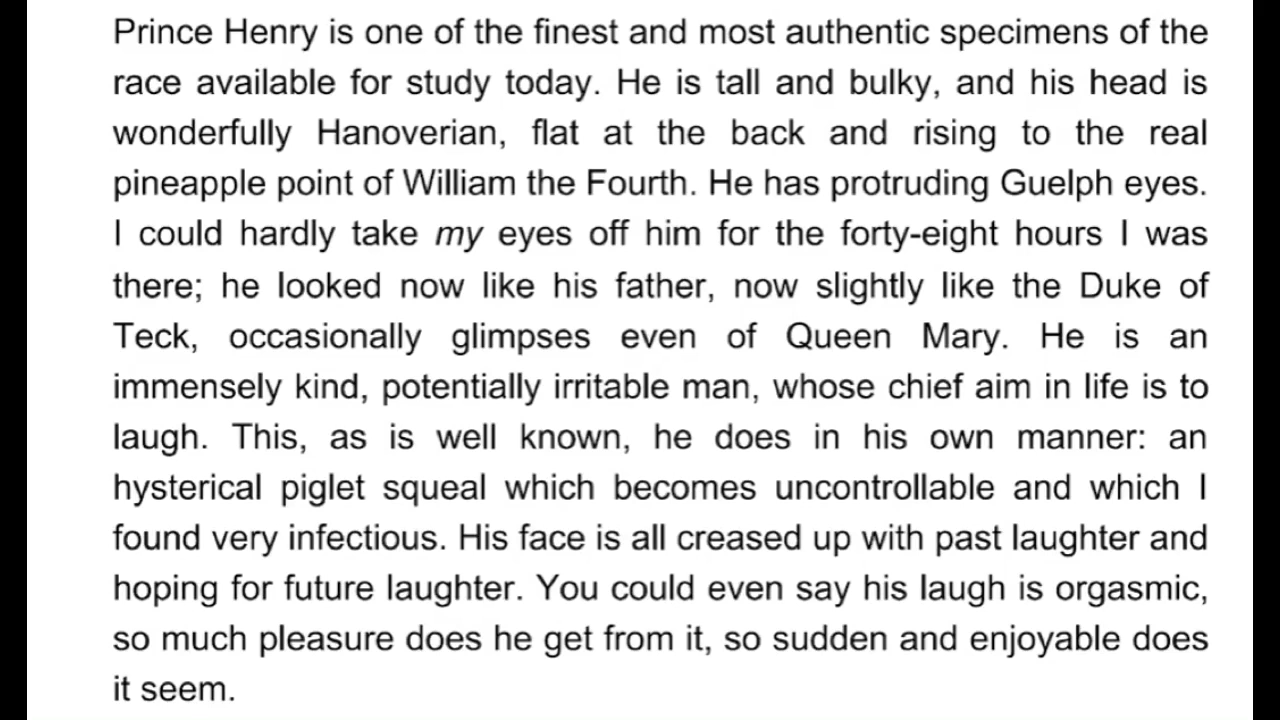 Prince Henry is one of the finest and most authentic specimens of the
race available for study today. He is tall and bulky, and his head is
wonderfully Hanoverian, flat at the back and rising to the real
pineapple point of William the Fourth. He has protruding Guelph eyes.
I could hardly take my eyes off him for the forty-eight hours I was
there; he looked now like his father, now slightly like the Duke of
Teck, occasionally glimpses even of Queen Mary. He is an
immensely kind, potentially irritable man, whose chief aim in life is to
laugh. This, as is well known, he does in his own manner: an
hysterical piglet squeal which becomes uncontrollable and which I
found very infectious. His face is all creased up with past laughter and
hoping for future laughter. You could even say his laugh is orgasmic,
so much pleasure does he get from it, so sudden and enjoyable does
it seem.